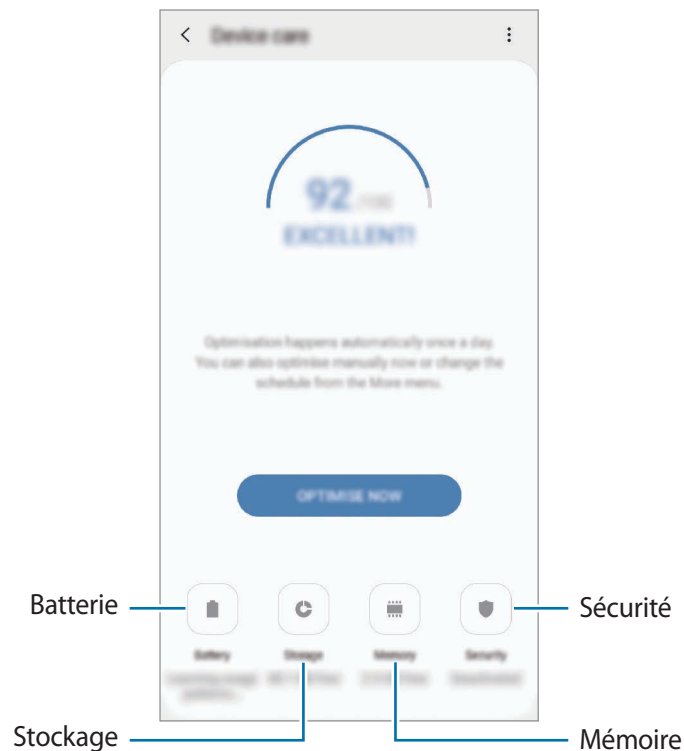 Device care
92 /100
EXCELLENT!
Optimisation happens automatically once a day.
You can also optimise manually now or change the
schedule from the More menu.
OPTIMISE NOW
Batterie
Sécurité
Battery
Storage
Memory
Security
Stockage
Mémoire